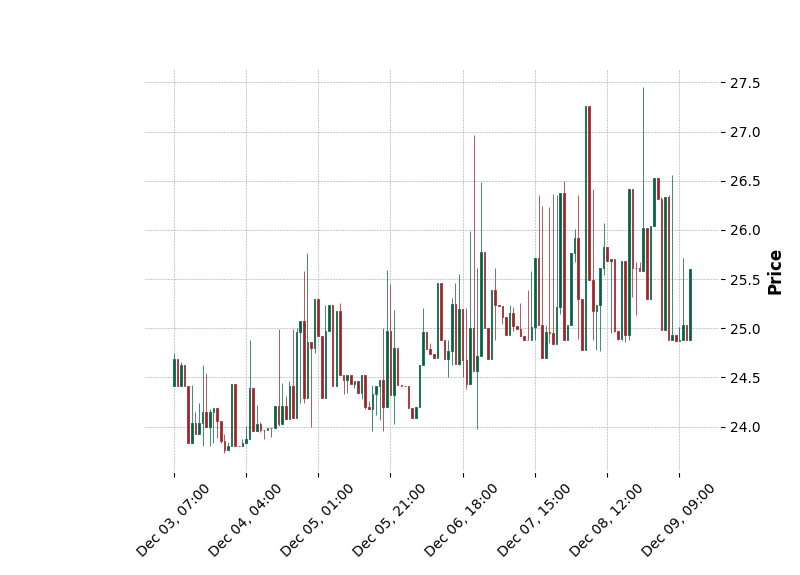 27.5
27.0
26.5
26.0
25.5
25.0
24.5
24.0
Price
Dec 03, 07:00
Dec 04, 04:00
Dec 05, 01:00
Dec 05, 21:00
Dec 06, 18:00
Dec 07, 15:00
Dec 08, 12:00
Dec 09, 09:00